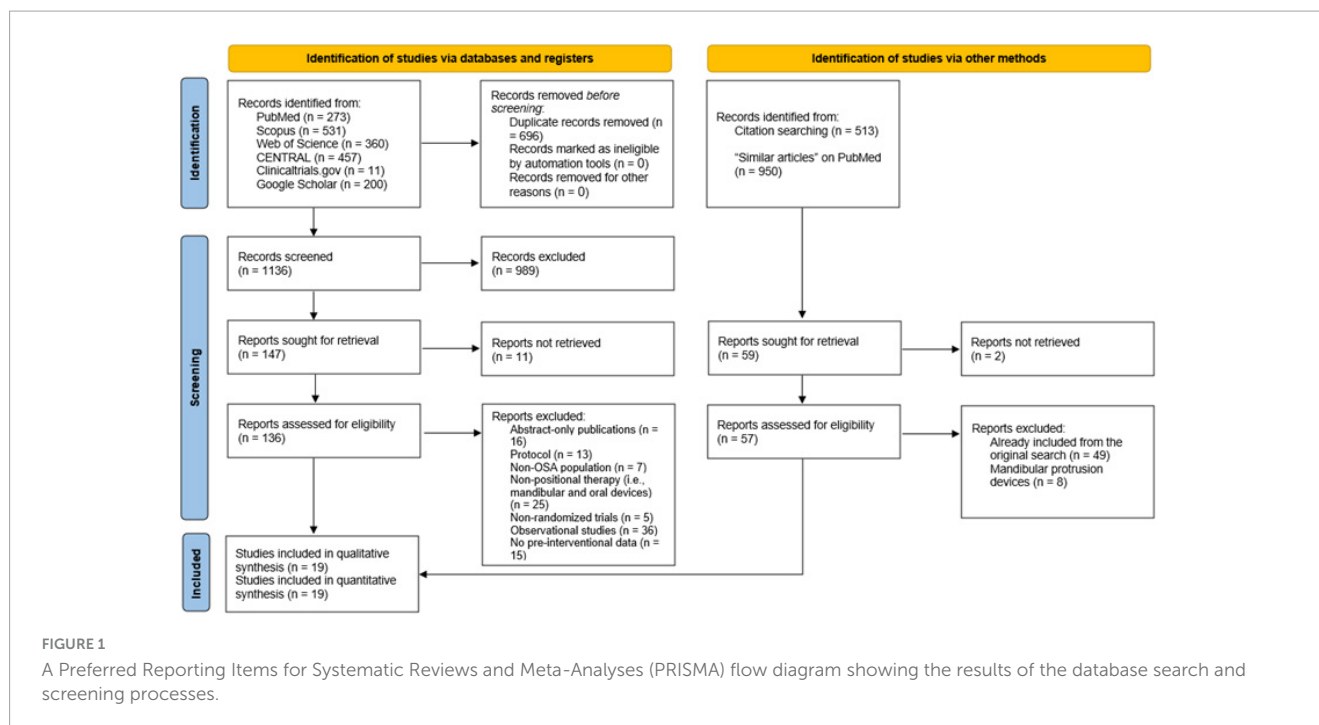 Identification of studies via databases and registers
Identification of studies via other methods
Identification
Records identified from:
PubMed (n = 273)
Scopus (n = 531)
Web of Science (n = 360)
CENTRAL (n = 457)
Clinicaltrials.gov (n = 11)
Google Scholar (n = 200)
Records removed before
screening:
Duplicate records removed (n
= 696)
Records marked as ineligible
by automation tools (n = 0)
Records removed for other
reasons (n = 0)
Records identified from:
Citation searching (n = 513)
"Similar articles" on PubMed
(n = 950)
Screening
Records screened
(n = 1136)
Records excluded
(n = 989)
Reports sought for retrieval
(n = 147)
Reports not retrieved
(n = 11)
Reports sought for retrieval
(n = 59)
Reports not retrieved
(n = 2)
Reports assessed for eligibility
(n = 136)
Reports excluded:
Abstract-only publications (n =
16)
Protocol (n = 13)
Non-OSA population (n = 7)
Non-positional therapy (i.e.,
mandibular and oral devices)
(n = 25)
Non-randomized trials (n = 5)
Observational studies (n = 36)
No pre-interventional data (n =
15)
Reports assessed for eligibility
(n = 57)
Reports excluded:
Already included from the
original search (n = 49)
Mandibular protrusion
devices (n = 8)
Included
Studies included in qualitative
synthesis (n = 19)
Studies included in quantitative
synthesis (n = 19)
FIGURE 1
A Preferred Reporting Items for Systematic Reviews and Meta-Analyses (PRISMA) flow diagram showing the results of the database search and
screening processes.